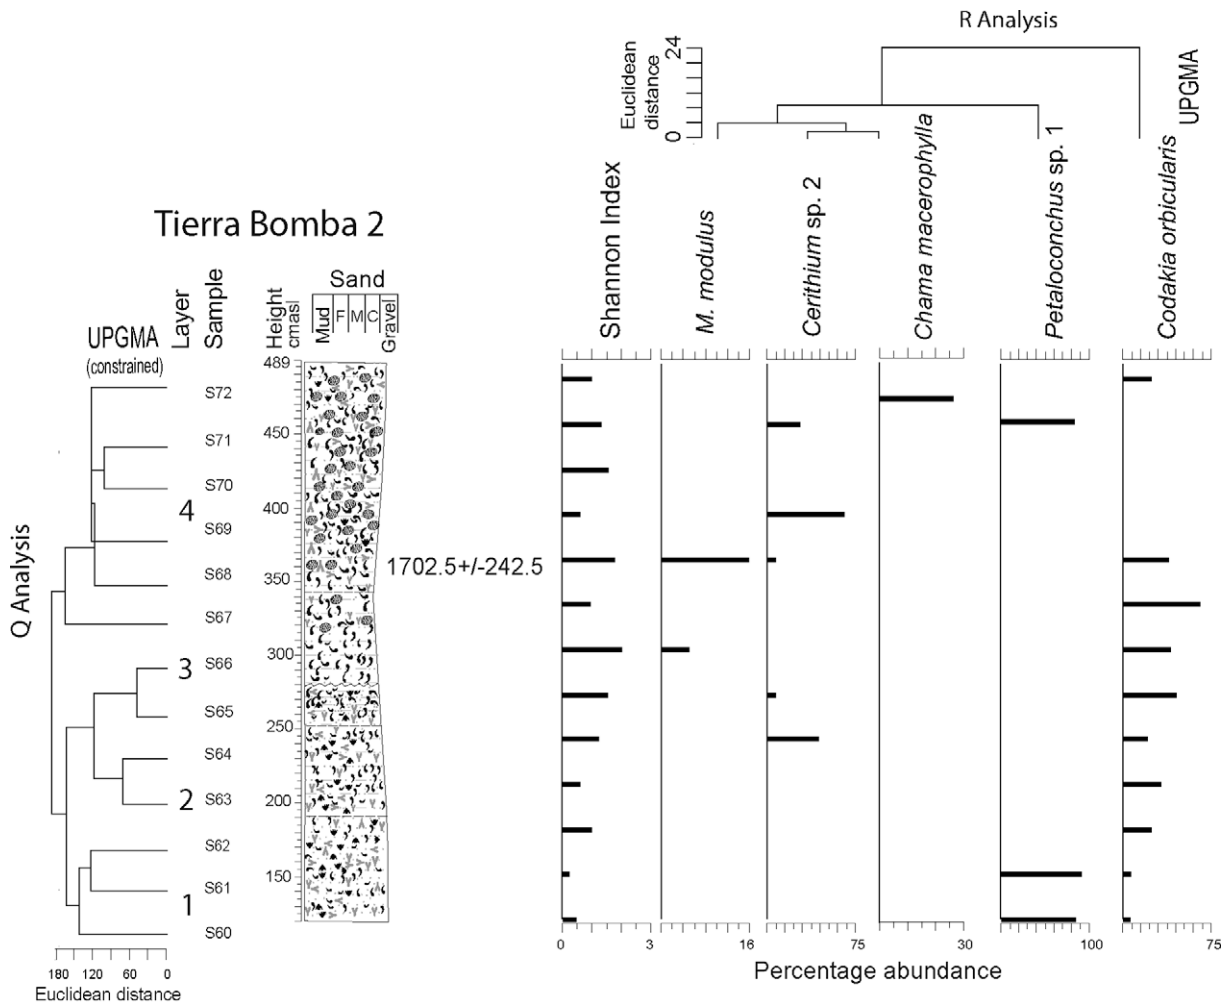 R Analysis
Euclidean
distance
24
0
UPGMA
Shannon Index
M. modulus
Cerithium sp. 2
Chama macerophylla
Petaloconchus sp. 1
Codakia orbicularis
Tierra Bomba 2
UPGMA
(constrained)
Layer
Sample
Height
cmasl
Sand
Mud
F
M
C
Gravel
489
450
400
350
300
250
200
150
S72
S71
S70
4
S69
S68
S67
3
S66
S65
S64
2
S63
S62
S61
1
S60
1702.5+/-242.5
Q Analysis
180 120 60 0
Euclidean distance
0 3
16
75
30
100
75
Percentage abundance